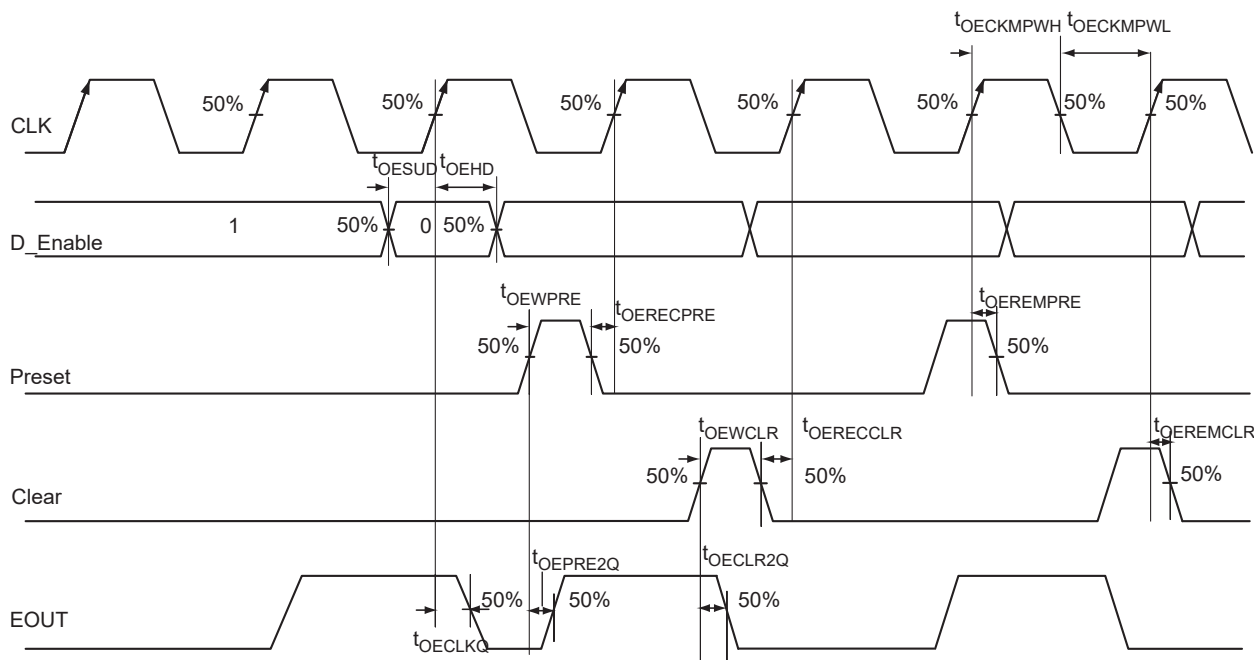 tOECKMPWH tOECKMPWL
CLK
50% 50% 50% 50% 50% 50% 50%
tOESUD tOEHD
D_Enable
1 50% 0 50%
tOEWPRE tOERECPRE tOEREMPRE
Preset
50% 50% 50%
tOEWCLR tOERECCLR tOEREMCLR
Clear
50% 50% 50%
tOEPRE2Q tOECLR2Q
EOUT
50% 50% 50%
tOECLKQ